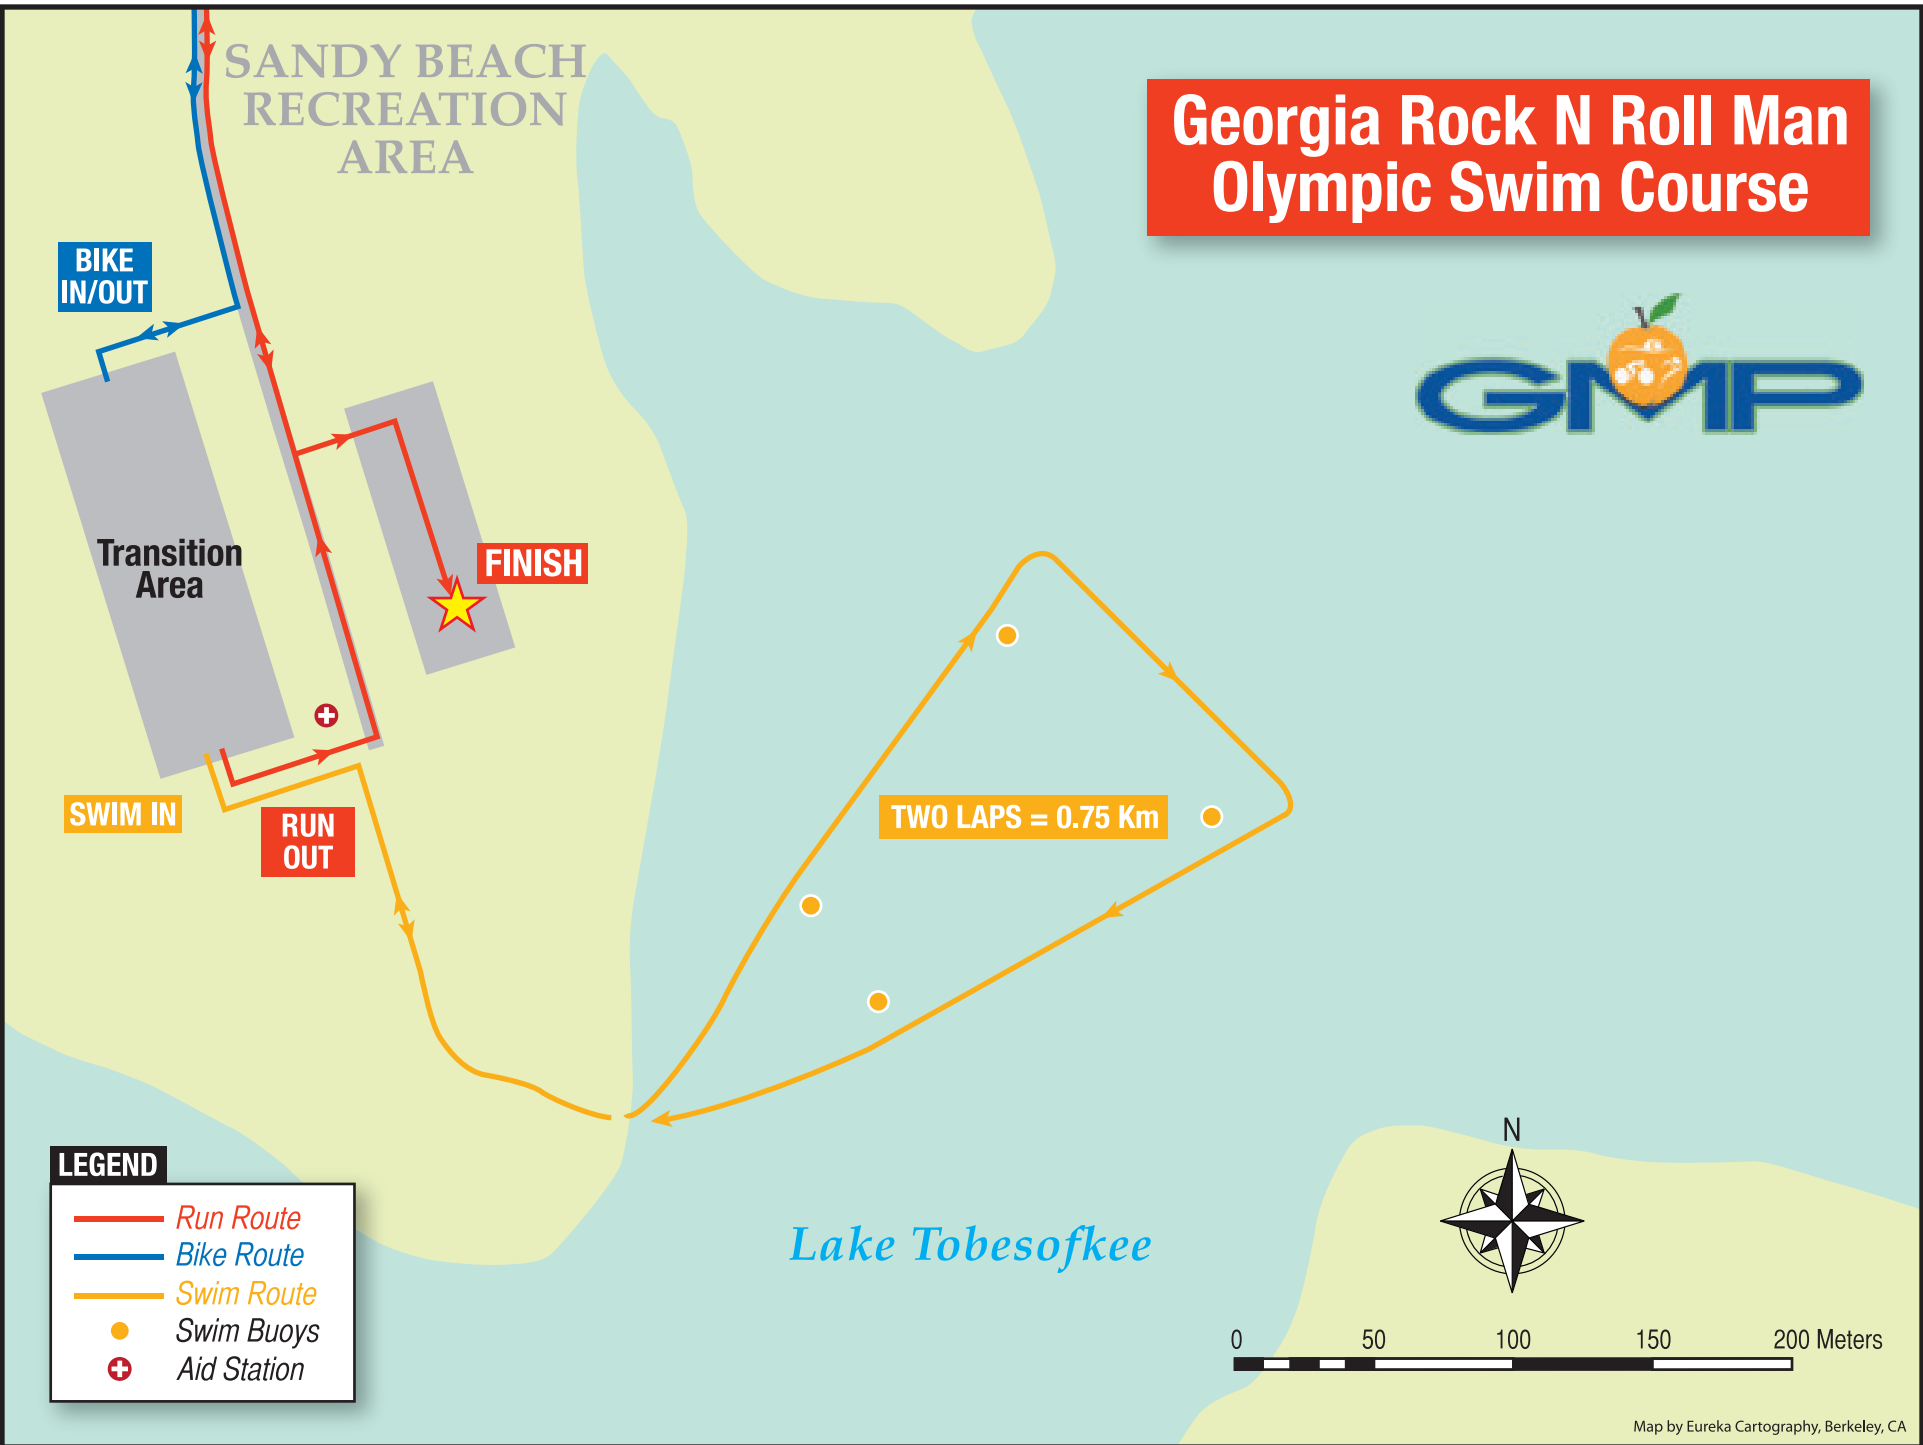 SANDY BEACH
RECREATION
AREA
Georgia Rock N Roll Man
Olympic Swim Course
BIKE
IN/OUT
GMP
Transition
Area
FINISH
SWIM IN
RUN
OUT
TWO LAPS = 0.75 Km
LEGEND
Run Route
Bike Route
Swim Route
Swim Buoys
Aid Station
Lake Tobesofkee
N
0 50 100 150 200 Meters
Map by Eureka Cartography, Berkeley, CA